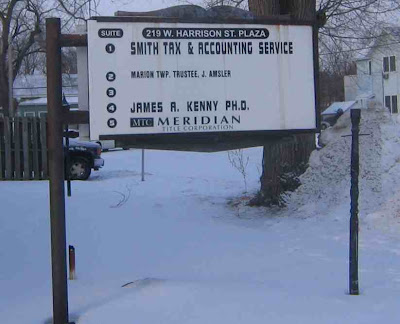 SUITE 219 W. HARRISON ST. PLAZA
1 SMITH TAX & ACCOUNTING SERVICE
2 MARION TWP. TRUSTEE, J. AMSLER
3
4 JAMES R. KENNY PH.D.
5 MTC MERIDIAN
TITLE CORPORATION